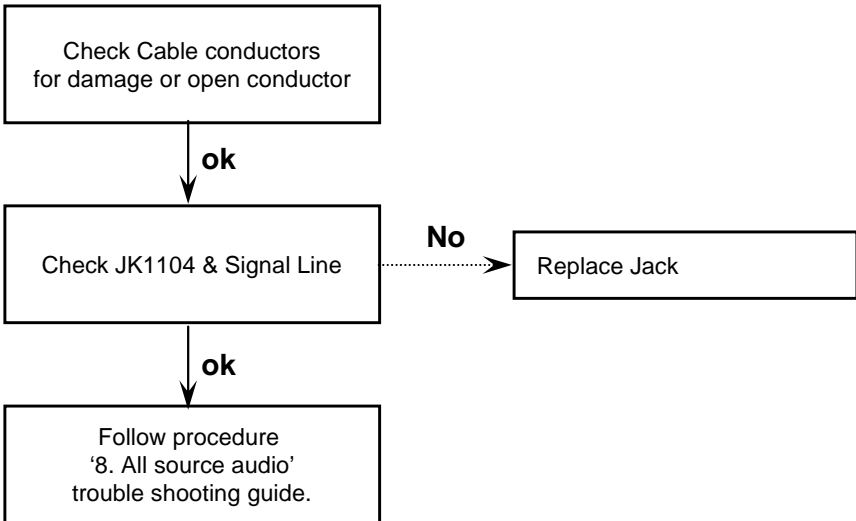 Check Cable conductors
for damage or open conductor
ok
Check JK1104 & Signal Line
No
Replace Jack
ok
Follow procedure
‘8. All source audio’
trouble shooting guide.